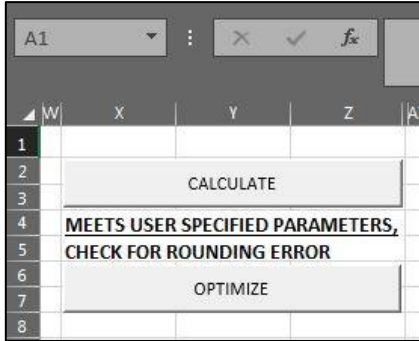 A1 fx
W X Y Z A
1
2
CALCULATE
3
4 MEETS USER SPECIFIED PARAMETERS,
5 CHECK FOR ROUNDING ERROR
6
OPTIMIZE
7
8